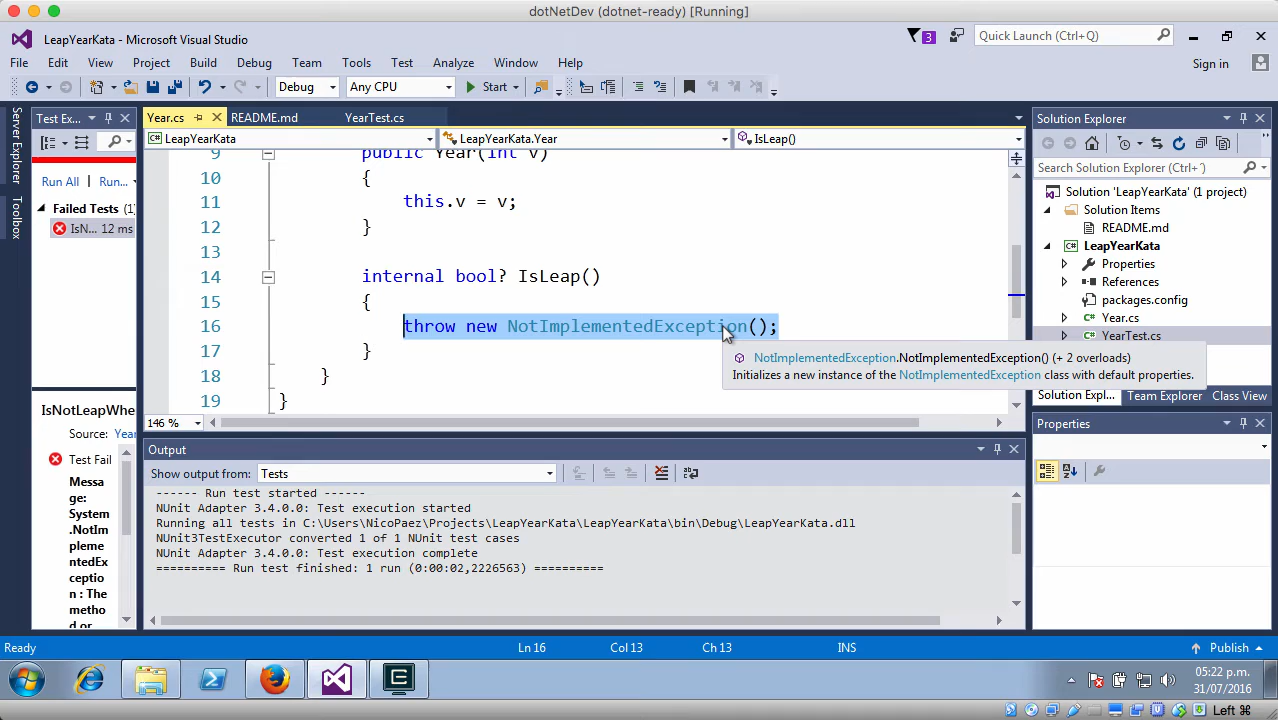 dotNetDev (dotnet-ready) [Running]
LeapYearKata - Microsoft Visual Studio
3
Quick Launch (Ctrl+Q)
File Edit View Project Build Debug Team Tools Test Analyze Window Help
Sign in
Debug
Any CPU
Start
Server Explorer
Toolbox
Test Ex...
Run All
Run...
Failed Tests (1)
IsN... 12 ms
IsNotLeapWhe
Source: Year
Test Fail
Messa
ge:
System
.NotIm
pleme
ntedEx
ceptio
n : The
metho
d or
Year.cs
README.md
YearTest.cs
LeapYearKata
LeapYearKata.Year
IsLeap()
9 public Year(int v)
10 {
11 this.v = v;
12 }
13
14 internal bool? IsLeap()
15 {
16 throw new NotImplementedException();
17 }
18 }
19 }
NotImplementedException.NotImplementedException() (+ 2 overloads)
Initializes a new instance of the NotImplementedException class with default properties.
146 %
Output
Show output from: Tests
------ Run test started ------
NUnit Adapter 3.4.0.0: Test execution started
Running all tests in C:\Users\NicoPaez\Projects\LeapYearKata\LeapYearKata\bin\Debug\LeapYearKata.dll
NUnit3TestExecutor converted 1 of 1 NUnit test cases
NUnit Adapter 3.4.0.0: Test execution complete
========== Run test finished: 1 run (0:00:02,2226563) ==========
Solution Explorer
Search Solution Explorer (Ctrl+´)
Solution 'LeapYearKata' (1 project)
Solution Items
README.md
C# LeapYearKata
Properties
References
packages.config
C# Year.cs
C# YearTest.cs
Solution Expl...
Team Explorer
Class View
Properties
Ready
Ln 16
Col 13
Ch 13
INS
Publish
05:22 p.m.
31/07/2016
Left ⌘